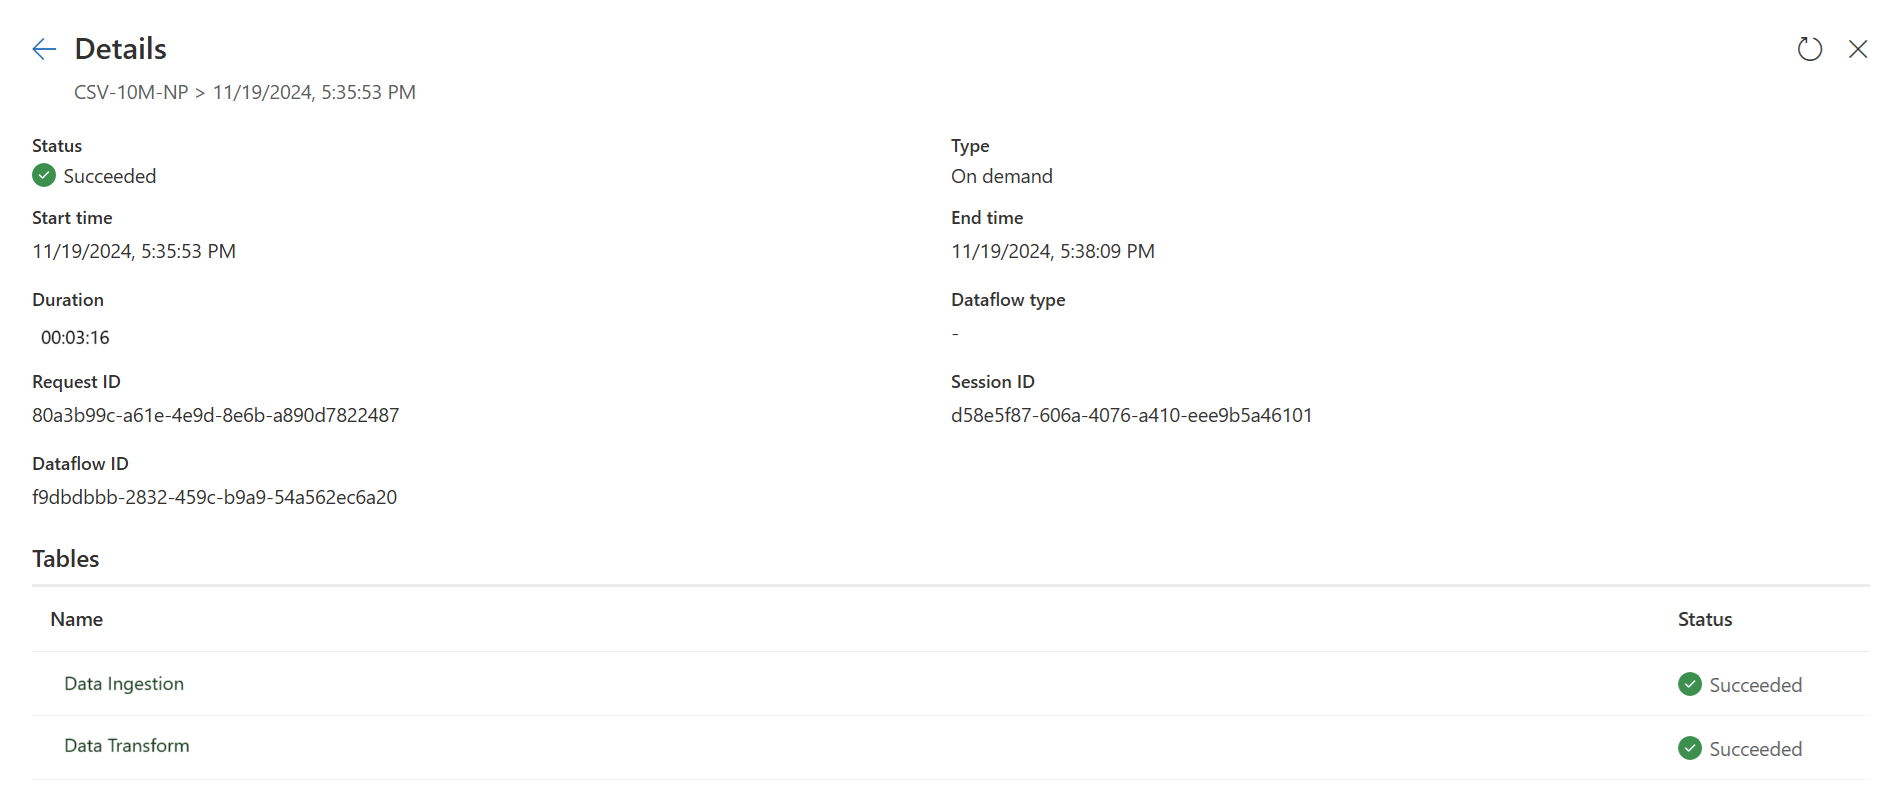 Details
CSV-10M-NP > 11/19/2024, 5:35:53 PM
Status
Succeeded
Type
On demand
Start time
11/19/2024, 5:35:53 PM
End time
11/19/2024, 5:38:09 PM
Duration
00:03:16
Dataflow type
-
Request ID
80a3b99c-a61e-4e9d-8e6b-a890d7822487
Session ID
d58e5f87-606a-4076-a410-eee9b5a46101
Dataflow ID
f9dbdbbb-2832-459c-b9a9-54a562ec6a20
Tables
Name Status
Data Ingestion Succeeded
Data Transform Succeeded